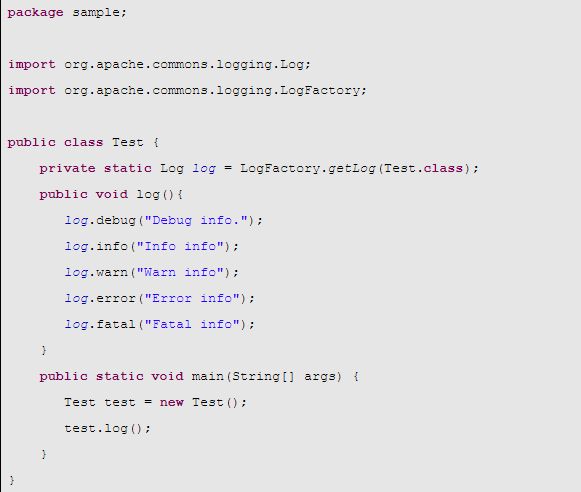 package sample;
import org.apache.commons.logging.Log;
import org.apache.commons.logging.LogFactory;
public class Test {
private static Log log = LogFactory.getLog(Test.class);
public void log(){
log.debug("Debug info.");
log.info("Info info");
log.warn("Warn info");
log.error("Error info");
log.fatal("Fatal info");
}
public static void main(String[] args) {
Test test = new Test();
test.log();
}
}